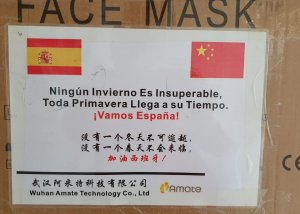 FACE MASK
Ningún Invierno Es Insuperable,
Toda Primavera Llega a su Tiempo.
¡Vamos España!
没有一个冬天不可逾越,
没有一个春天不会来临。
加油西班牙!
武汉阿米特科技有限公司
Wuhan Amate Technology Co., Ltd
Amate